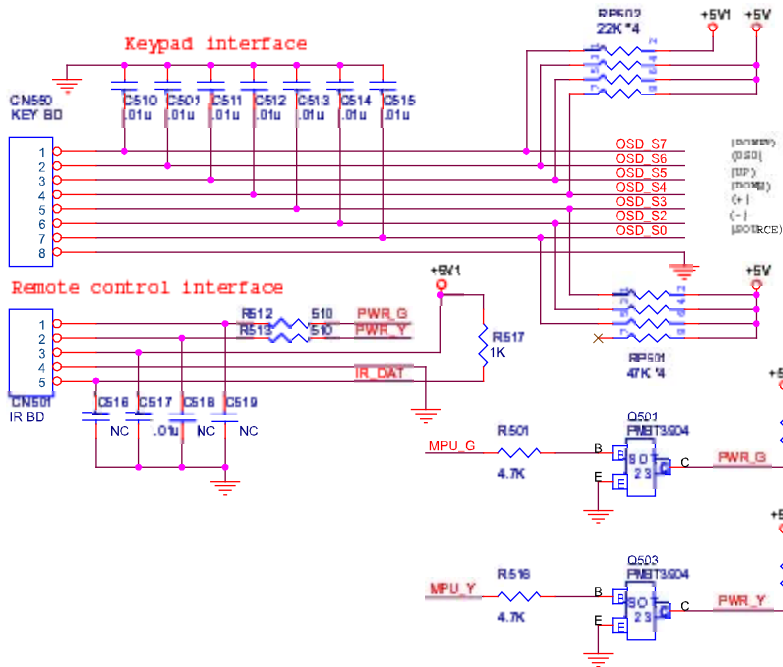 Keypad interface
RP502
22K *4
+5V1
+5V
CN550
KEY BD
C510
.01u
C501
.01u
C511
.01u
C512
.01u
C513
.01u
C514
.01u
C515
.01u
1
2
3
4
5
6
7
8
OSD_S7
OSD_S6
OSD_S5
OSD_S4
OSD_S3
OSD_S2
OSD_S0
(UP)
(+)
(-)
Remote control interface
+5V1
+5V
1
2
3
4
5
CN501
IR BD
R512
510
PWR_G
R513
510
PWR_Y
IR_DAT
R517
1K
RP501
47K *4
C516
NC
C517
.01u
C518
NC
C519
NC
MPU_G
R501
4.7K
Q501
PMBT3904
B
B
E
E
SOT
23
C
C
PWR_G
MPU_Y
R516
4.7K
Q503
PMBT3904
B
B
E
E
SOT
23
C
C
PWR_Y